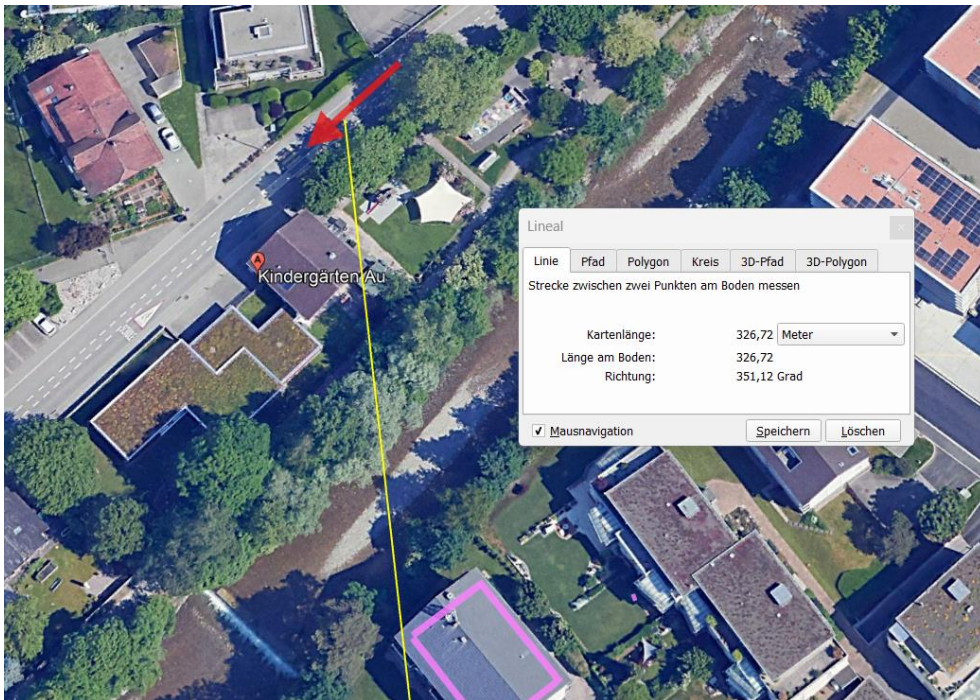 A
Kindergärten Au
Lineal
Linie Pfad Polygon Kreis 3D-Pfad 3D-Polygon
Strecke zwischen zwei Punkten am Boden messen
Kartenlänge: 326,72 Meter
Länge am Boden: 326,72
Richtung: 351,12 Grad
Mausnavigation Speichern Löschen